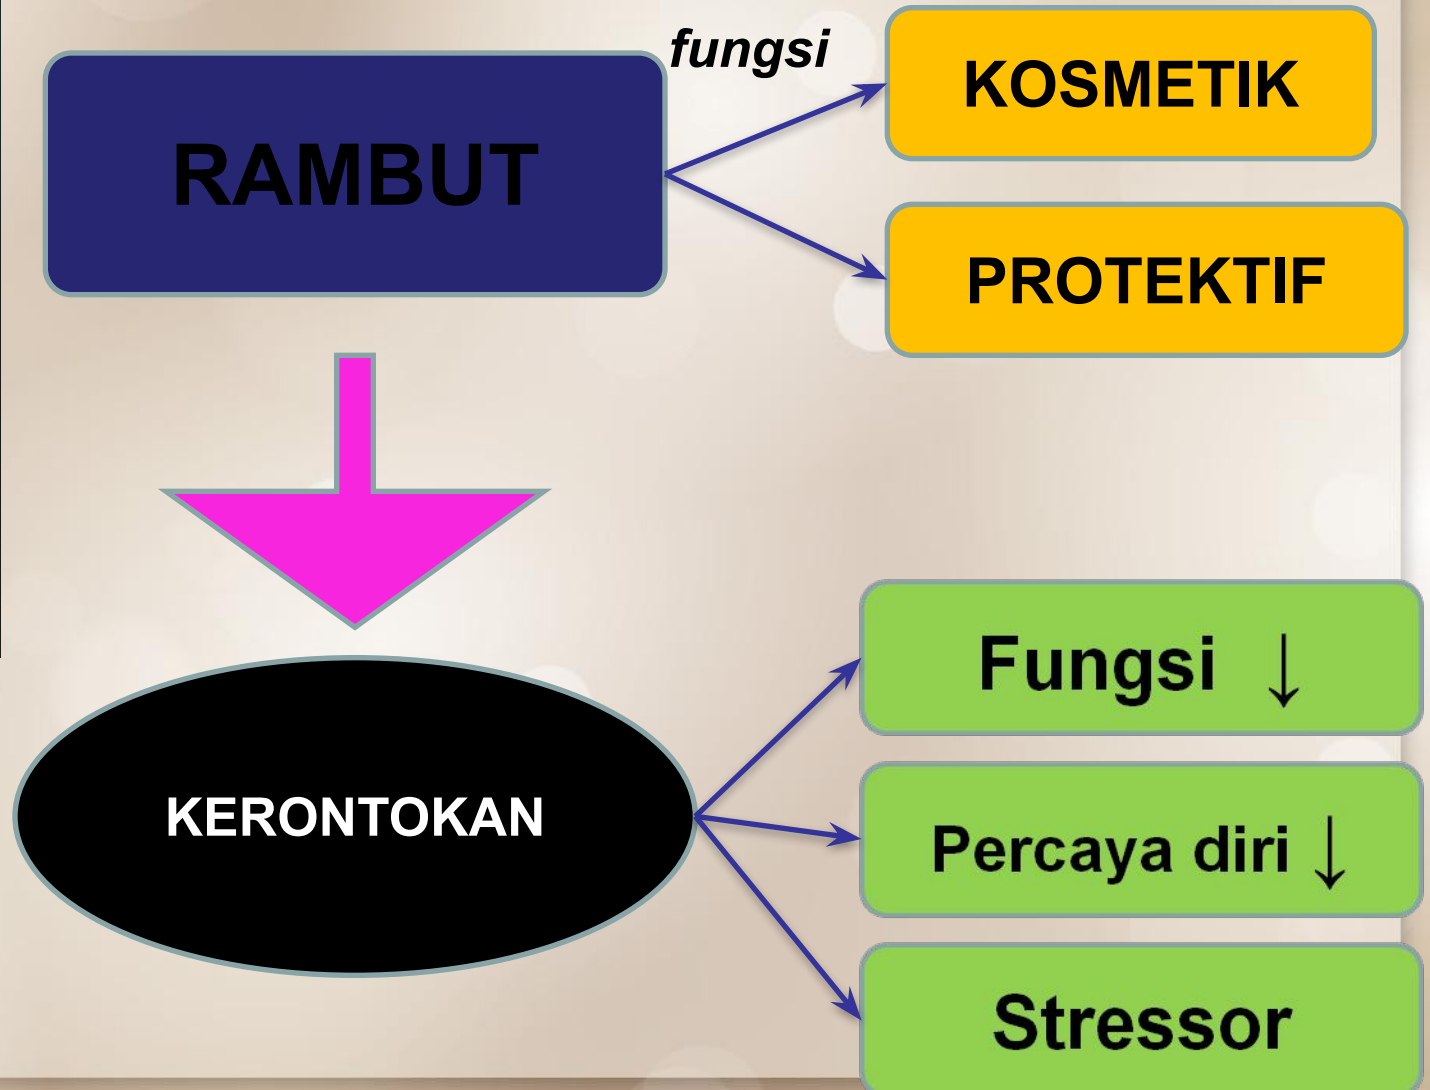 fungsi
RAMBUT
KOSMETIK
PROTEKTIF
KERONTOKAN
Fungsi ↓
Percaya diri ↓
Stressor